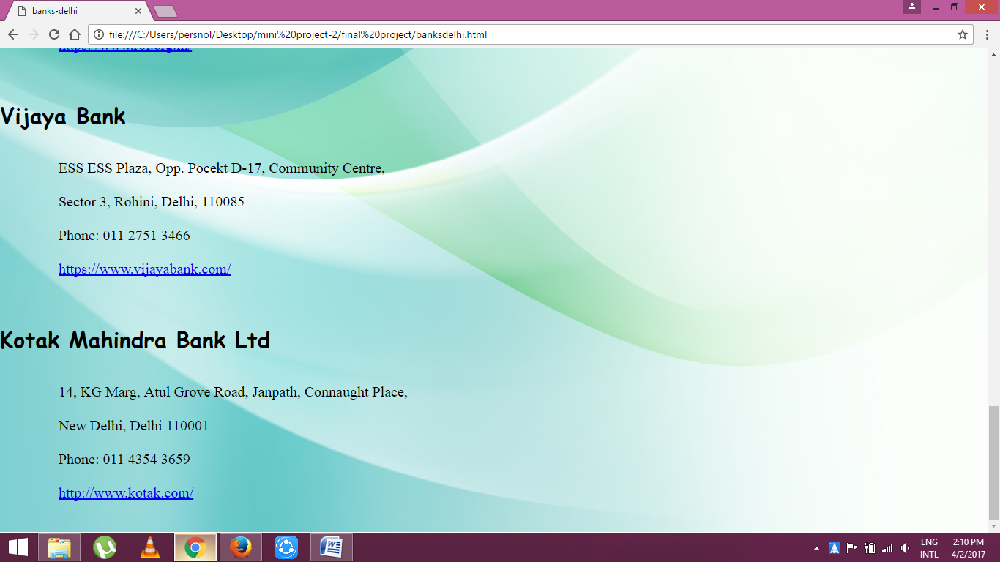 banks-delhi
file:///C:/Users/persnol/Desktop/mini%20project-2/final%20project/banksdelhi.html
Vijaya Bank
ESS ESS Plaza, Opp. Pocekt D-17, Community Centre,
Sector 3, Rohini, Delhi, 110085
Phone: 011 2751 3466
https://www.vijayabank.com/
Kotak Mahindra Bank Ltd
14, KG Marg, Atul Grove Road, Janpath, Connaught Place,
New Delhi, Delhi 110001
Phone: 011 4354 3659
http://www.kotak.com/
ENG 2:10 PM
INTL 4/2/2017